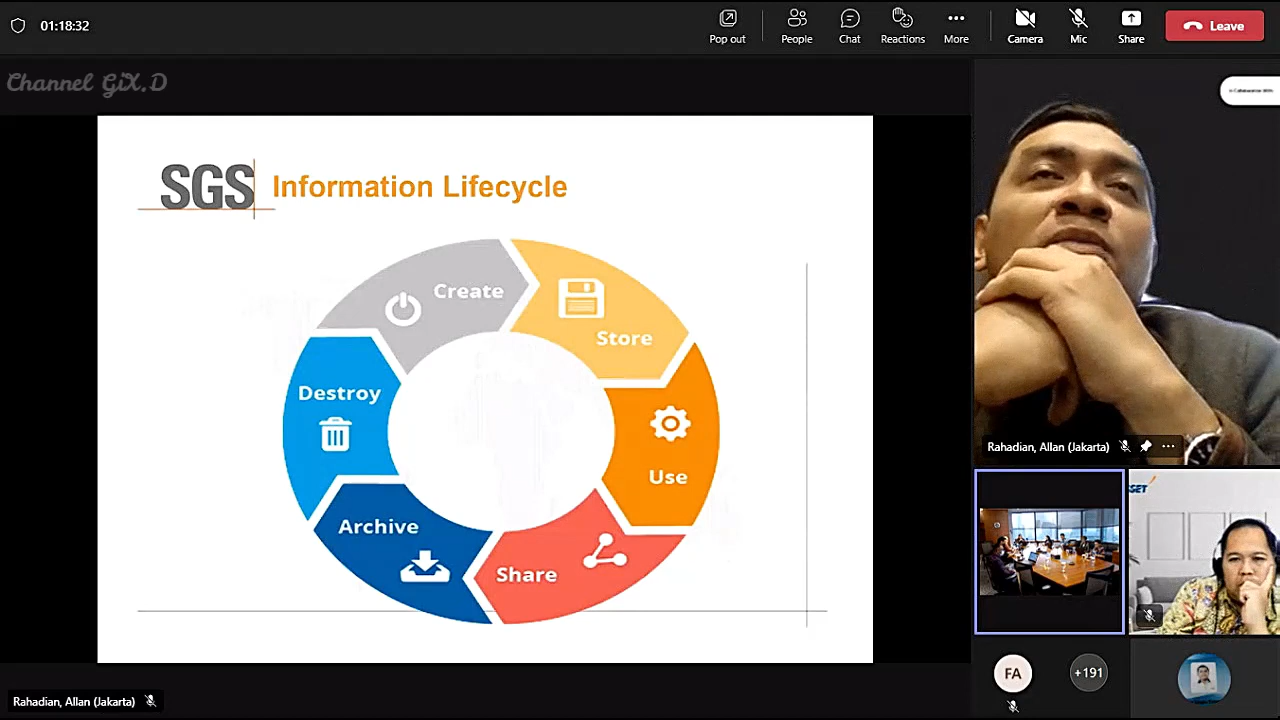 01:18:32
Pop out
People
Chat
Reactions
More
Camera
Mic
Share
Leave
Channel GiX.D
SGS Information Lifecycle
Create
Store
Destroy
Use
Archive
Share
Rahadian, Allan (Jakarta)
SET
FA
+191
Rahadian, Allan (Jakarta)